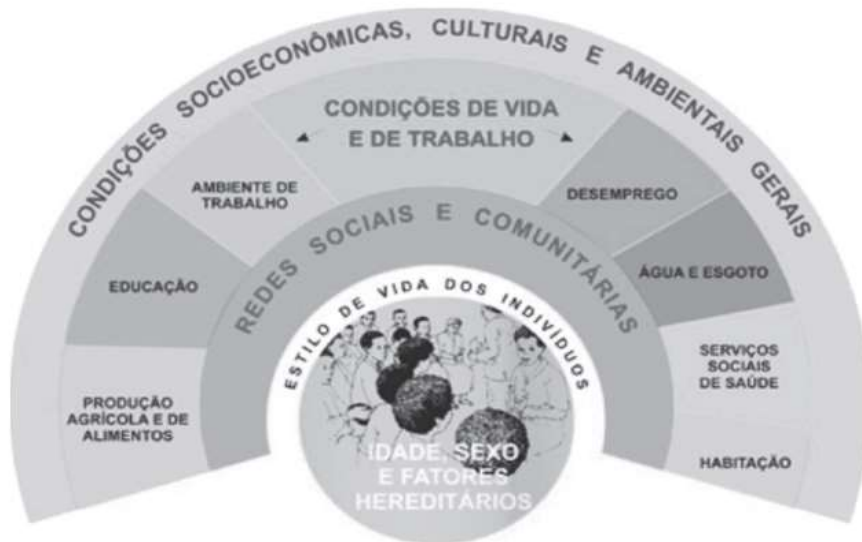 CONDIÇÕES SOCIOECONÔMICAS, CULTURAIS E AMBIENTAIS GERAIS
CONDIÇÕES DE VIDA
E DE TRABALHO
AMBIENTE DE
TRABALHO
DESEMPREGO
REDES SOCIAIS E COMUNITÁRIAS
EDUCAÇÃO
ÁGUA E ESGOTO
ESTILO DE VIDA DOS INDIVÍDUOS
SERVIÇOS
SOCIAIS
DE SAÚDE
PRODUÇÃO
AGRÍCOLA E DE
ALIMENTOS
HABITAÇÃO
IDADE, SEXO
E FATORES
HEREDITÁRIOS